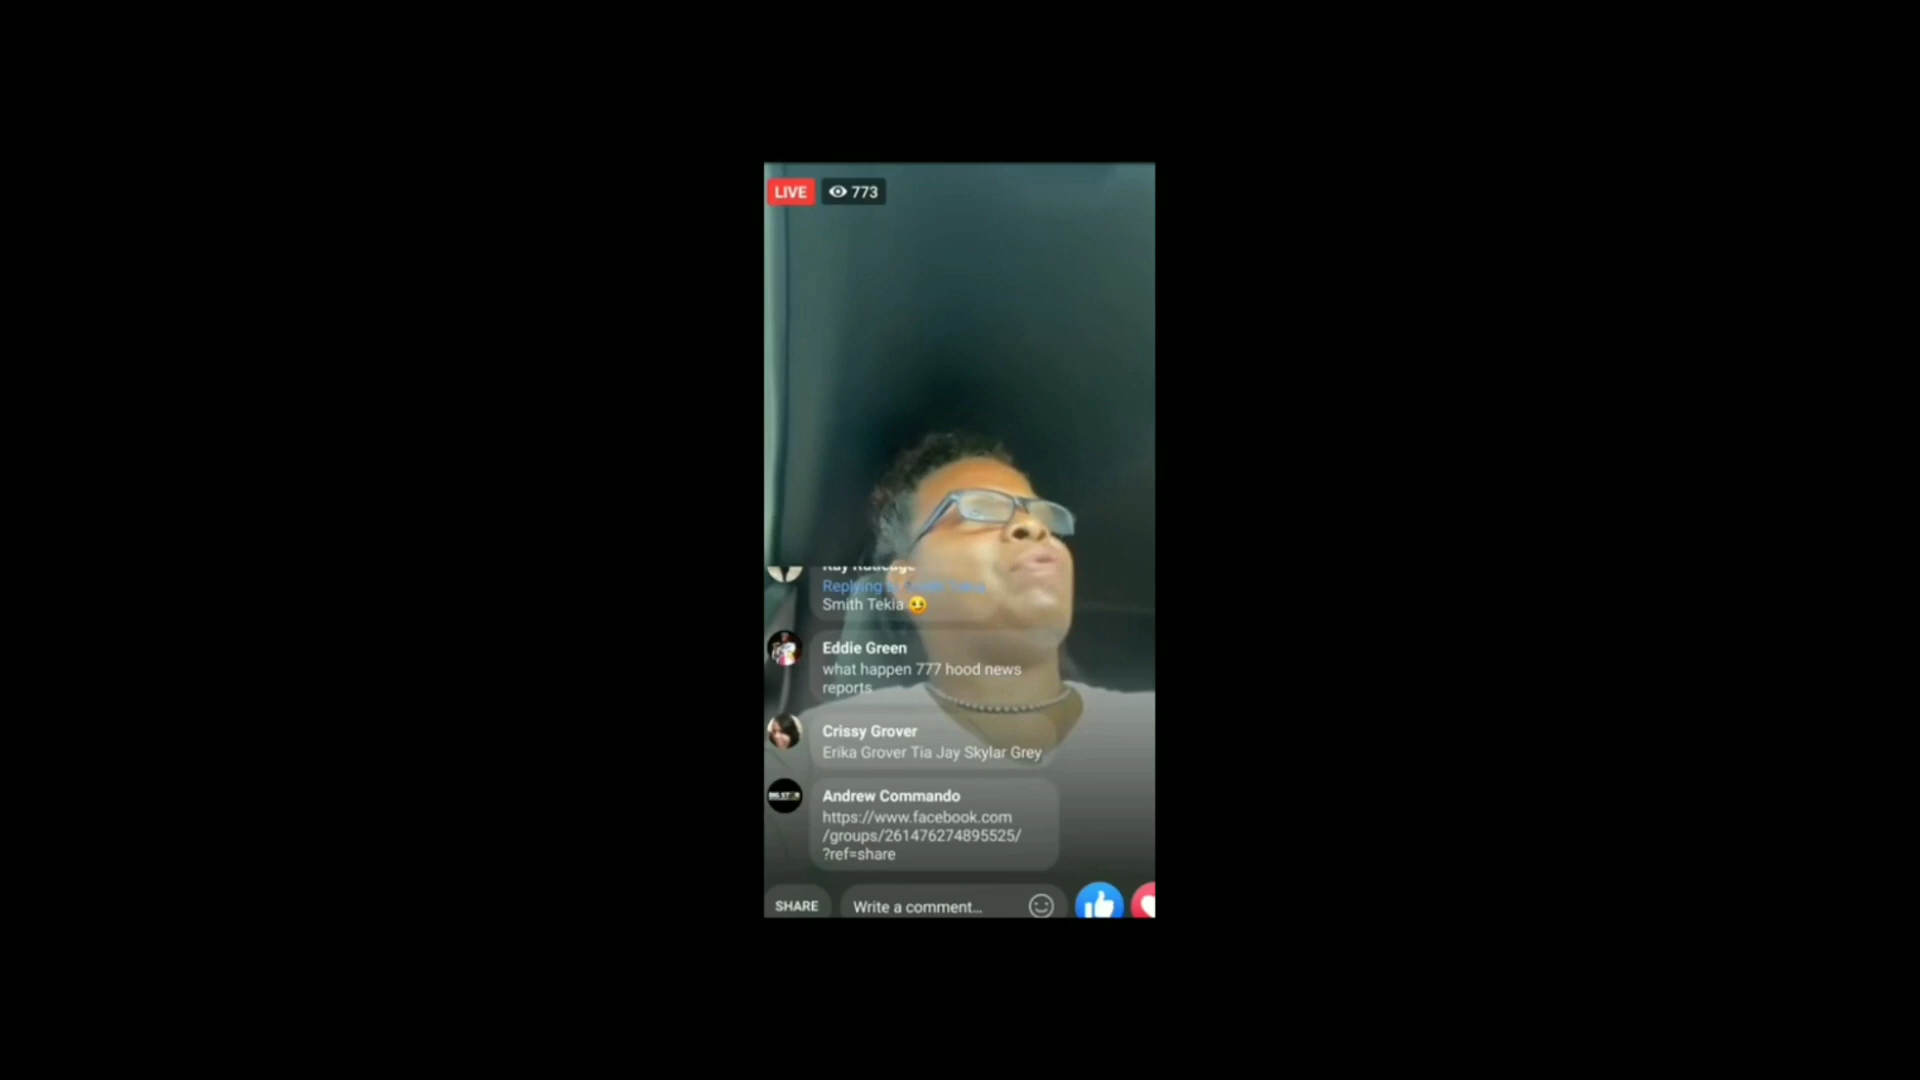 LIVE
773
Replying
Smith Tekia
Eddie Green
what happen 777 hood news
reports
Crissy Grover
Erika Grover Tia Jay Skylar Grey
Andrew Commando
https://www.facebook.com
/groups/261476274895525/
?ref=share
SHARE
Write a comment...